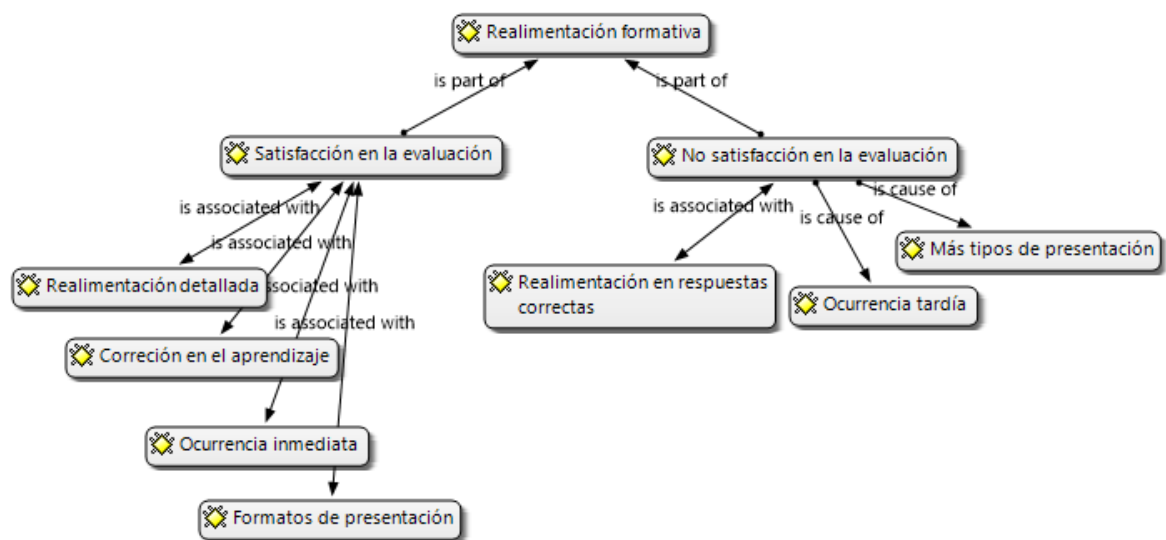 Realimentación formativa
is part of
is part of
Satisfacción en la evaluación
No satisfacción en la evaluación
is associated with
is associated with
is cause of
is cause of
is associated with
Más tipos de presentación
Realimentación detallada
Realimentación en respuestas
correctas
ssociated with
Ocurrencia tardía
is associated with
Correción en el aprendizaje
Ocurrencia inmediata
Formatos de presentación